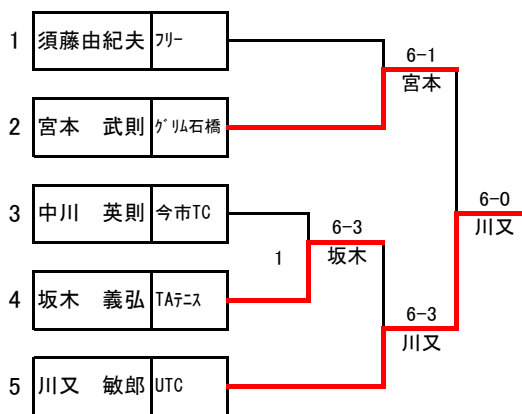 1 須藤由紀夫 ﾌﾘｰ
6-1
宮本
2 宮本　武則 ｸﾞﾘﾑ石橋
3 中川　英則 今市TC
6-0
川又
6-3
坂木
1
4 坂木　義弘 TAﾃﾆｽ
6-3
川又
5 川又　敏郎 UTC